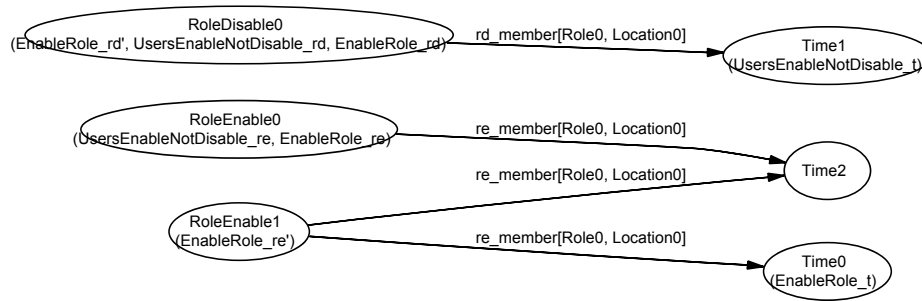 RoleDisable0
(EnableRole_rd', UsersEnableNotDisable_rd, EnableRole_rd)
rd_member[Role0, Location0]
Time1
(UsersEnableNotDisable_t)
RoleEnable0
(UsersEnableNotDisable_re, EnableRole_re)
re_member[Role0, Location0]
re_member[Role0, Location0]
Time2
RoleEnable1
(EnableRole_re')
re_member[Role0, Location0]
Time0
(EnableRole_t)